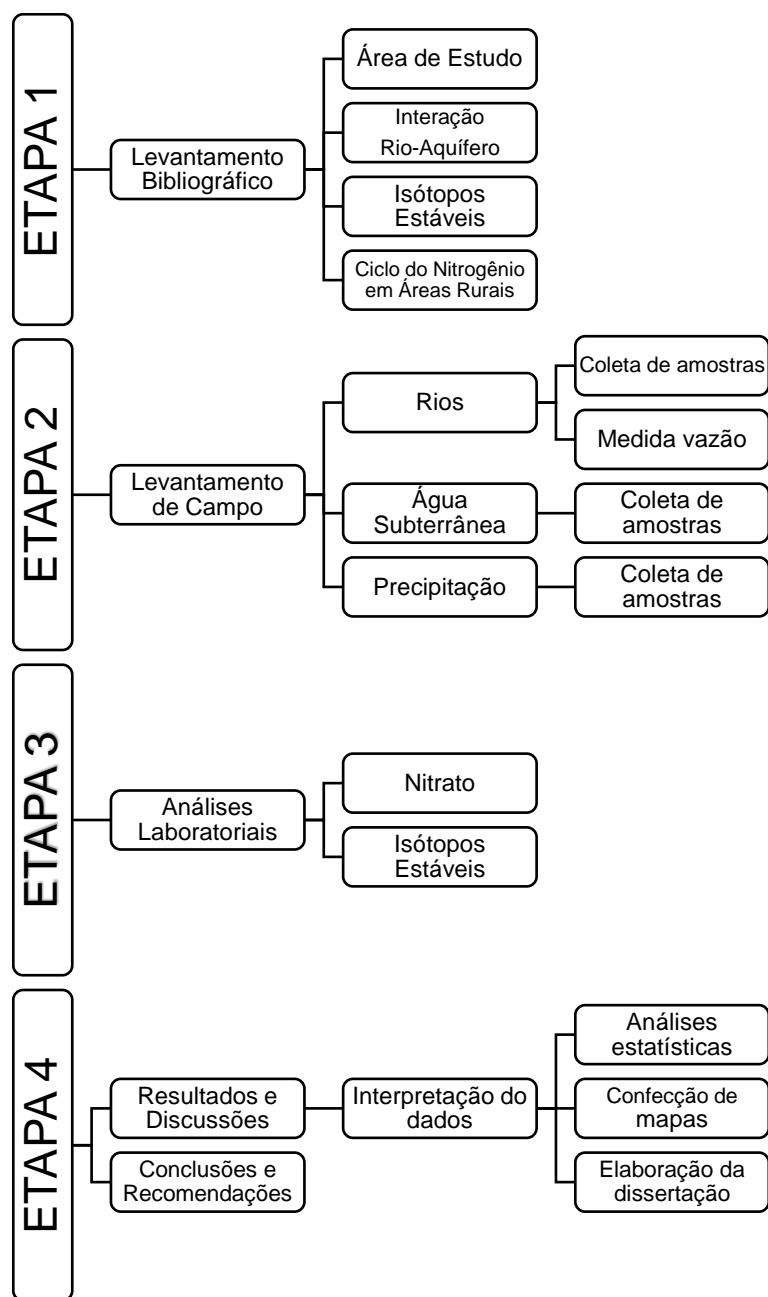 ETAPA 1
Levantamento
Bibliográfico
Área de Estudo
Interação
Rio-Aquífero
Isótopos
Estáveis
Ciclo do Nitrogênio
em Áreas Rurais
ETAPA 2
Levantamento
de Campo
Rios
Coleta de amostras
Medida vazão
Água
Subterrânea
Coleta de
amostras
Precipitação
Coleta de
amostras
ETAPA 3
Análises
Laboratoriais
Nitrato
Isótopos
Estáveis
ETAPA 4
Resultados e
Discussões
Interpretação do
dados
Análises
estatísticas
Confecção de
mapas
Elaboração da
dissertação
Conclusões e
Recomendações